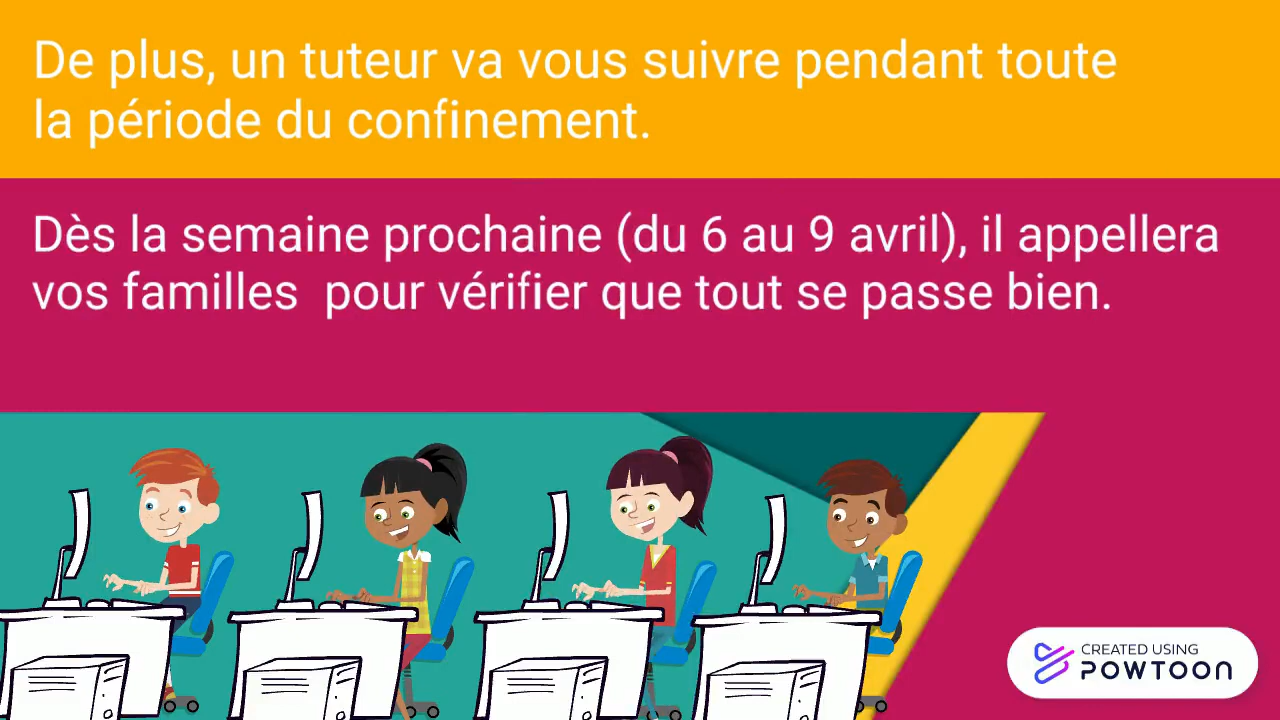 De plus, un tuteur va vous suivre pendant toute
la période du confinement.
Dès la semaine prochaine (du 6 au 9 avril), il appellera
vos familles  pour vérifier que tout se passe bien.
CREATED USING
POWTOON